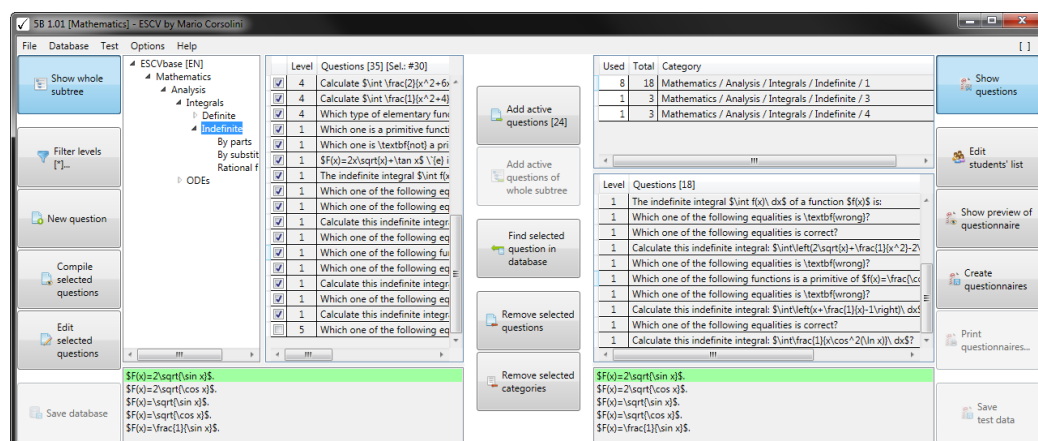 5B 1.01 [Mathematics] - ESCV by Mario Corsolini
File Database Test Options Help [ ]
Show whole
subtree
Filter levels
[*]...
New question
Compile
selected
questions
Edit
selected
questions
Save database
ESCVbase [EN]
Mathematics
Analysis
Integrals
Definite
Indefinite
By parts
By substit
Rational f
ODEs
Level Questions [35] [Sel.: #30]
4 Calculate $\int \frac{2}{x^2+6x
4 Calculate $\int \frac{1}{x^2+4}
4 Which type of elementary fun
1 Which one is a primitive functi
1 Which one is \textbf{not} a pri
1 $F(x)=2x\sqrt{x}+\tan x$ \`{e} i
1 The indefinite integral $\int f(x
1 Which one of the following eq
1 Which one of the following eq
1 Calculate this indefinite integr
1 Which one of the following eq
1 Which one of the following fu
1 Which one of the following eq
1 Calculate this indefinite integr
1 Which one of the following eq
1 Calculate this indefinite integr
5 Which one of the following eq
$F(x)=2\sqrt{\sin x}$.
$F(x)=2\sqrt{\cos x}$.
$F(x)=\sqrt{\sin x}$.
$F(x)=\sqrt{\cos x}$.
$F(x)=\frac{1}{\sin x}$.
Add active
questions [24]
Add active
questions of
whole subtree
Find selected
question in
database
Remove selected
questions
Remove selected
categories
Used Total Category
8 18 Mathematics / Analysis / Integrals / Indefinite / 1
1 3 Mathematics / Analysis / Integrals / Indefinite / 3
1 3 Mathematics / Analysis / Integrals / Indefinite / 4
Level Questions [18]
1 The indefinite integral $\int f(x)\ dx$ of a function $f(x)$ is:
1 Which one of the following equalities is \textbf{wrong}?
1 Which one of the following equalities is correct?
1 Calculate this indefinite integral: $\int\left(2\sqrt{x}+\frac{1}{x^2}-2\
1 Which one of the following equalities is \textbf{wrong}?
1 Which one of the following functions is a primitive of $f(x)=\frac{\co
1 Which one of the following equalities is \textbf{wrong}?
1 Calculate this indefinite integral: $\int\left(x+\frac{1}{x}-1\right)\ dx$
1 Which one of the following equalities is correct?
1 Calculate this indefinite integral: $\int\frac{1}{x\cos^2(\ln x)}\ dx$?
$F(x)=2\sqrt{\sin x}$.
$F(x)=2\sqrt{\cos x}$.
$F(x)=\sqrt{\sin x}$.
$F(x)=\sqrt{\cos x}$.
$F(x)=\frac{1}{\sin x}$.
Show
questions
Edit
students' list
Show preview of
questionnaire
Create
questionnaires
Print
questionnaires...
Save
test data